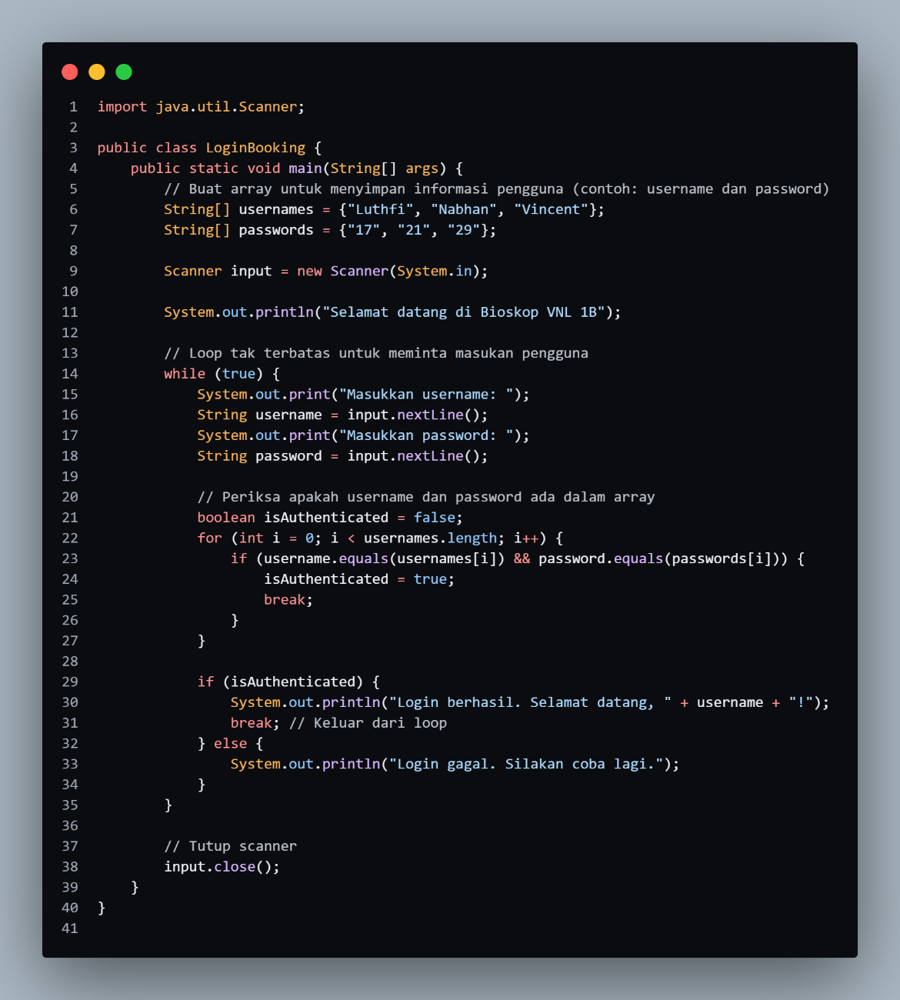 1 import java.util.Scanner;
2
3 public class LoginBooking {
4     public static void main(String[] args) {
5         // Buat array untuk menyimpan informasi pengguna (contoh: username dan password)
6         String[] usernames = {"Luthfi", "Nabhan", "Vincent"};
7         String[] passwords = {"17", "21", "29"};
8
9         Scanner input = new Scanner(System.in);
10
11         System.out.println("Selamat datang di Bioskop VNL 1B");
12
13         // Loop tak terbatas untuk meminta masukan pengguna
14         while (true) {
15             System.out.print("Masukkan username: ");
16             String username = input.nextLine();
17             System.out.print("Masukkan password: ");
18             String password = input.nextLine();
19
20             // Periksa apakah username dan password ada dalam array
21             boolean isAuthenticated = false;
22             for (int i = 0; i < usernames.length; i++) {
23                 if (username.equals(usernames[i]) && password.equals(passwords[i])) {
24                     isAuthenticated = true;
25                     break;
26                 }
27             }
28
29             if (isAuthenticated) {
30                 System.out.println("Login berhasil. Selamat datang, " + username + "!");
31                 break; // Keluar dari loop
32             } else {
33                 System.out.println("Login gagal. Silakan coba lagi.");
34             }
35         }
36
37         // Tutup scanner
38         input.close();
39     }
40 }
41